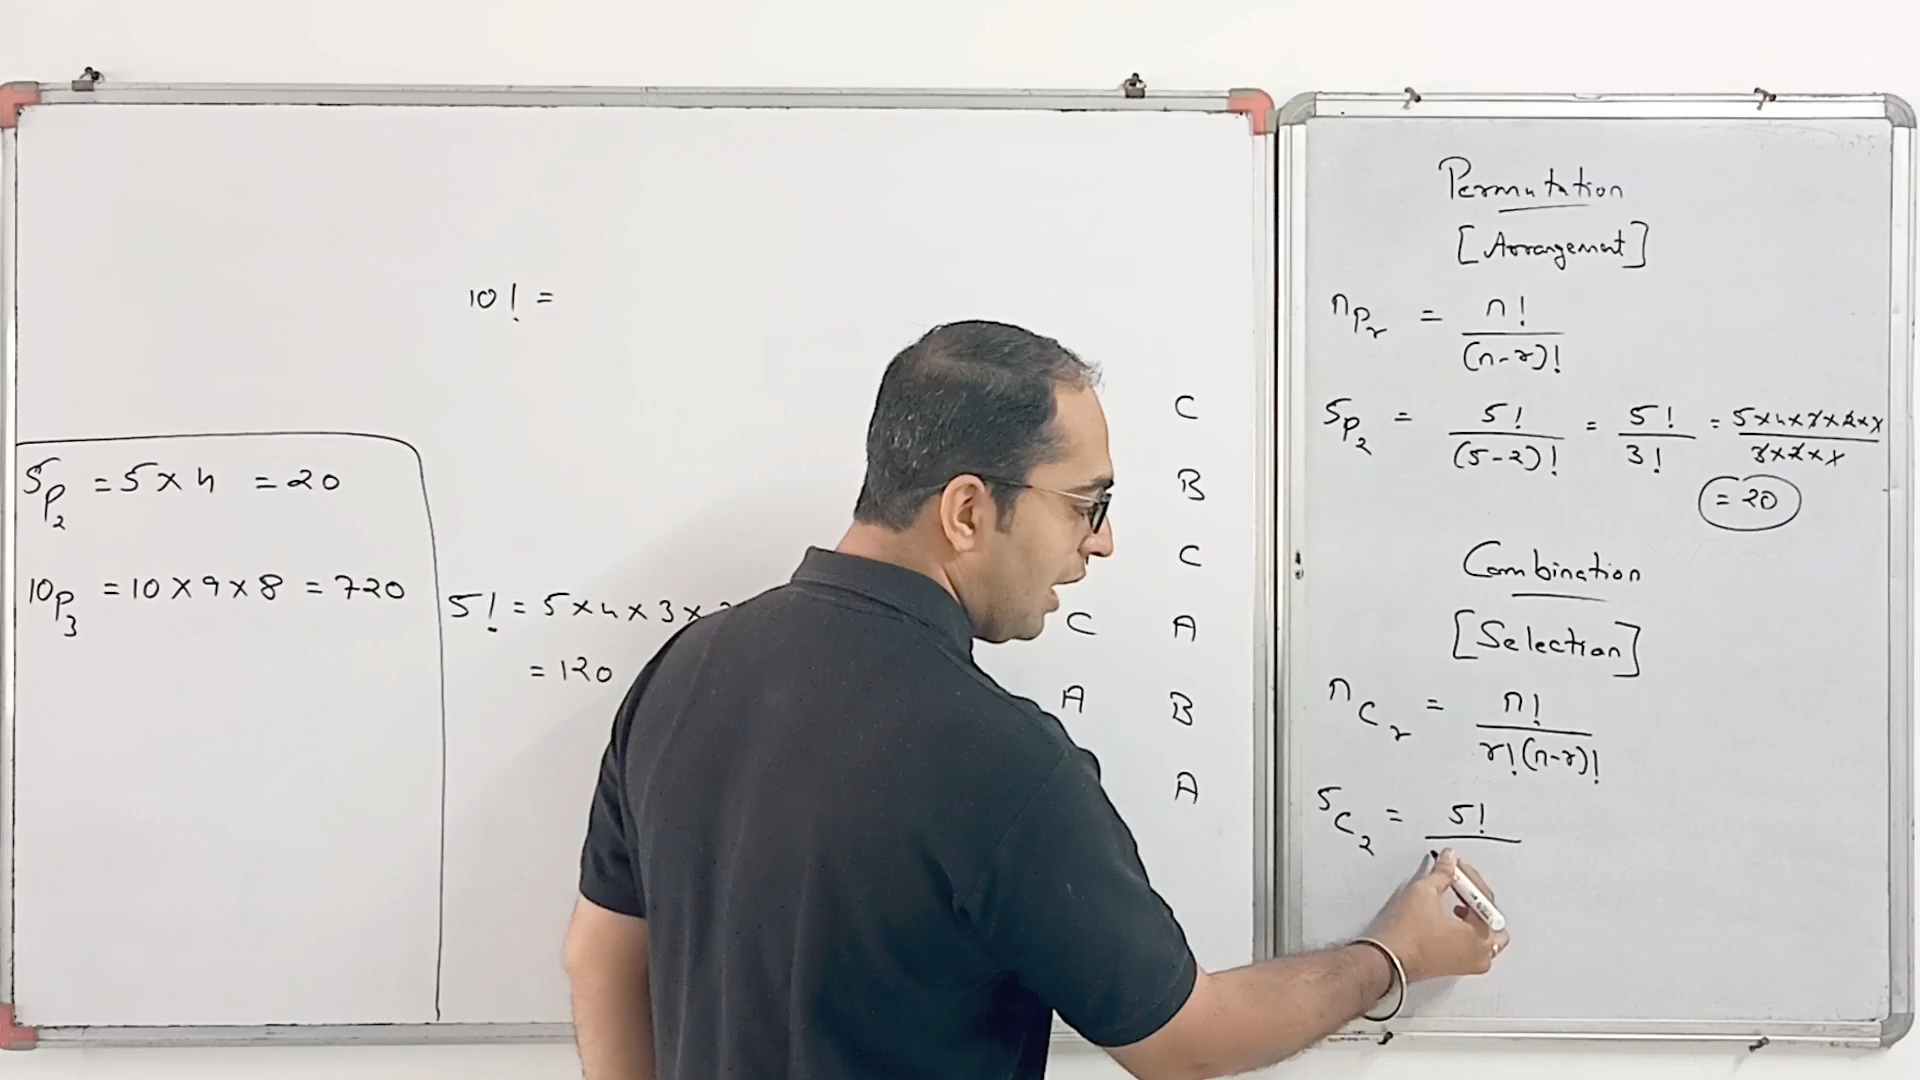 10! =
⁵P₂ = 5 × 4 = 20
10P₃ = 10 × 9 × 8 = 720
5! = 5 × 4 × 3 ×
= 120
C
B
C
C A
A B
A
Permutation
[Arrangement]
ⁿPᵣ = n! / (n-r)!
⁵P₂ = 5! / (5-2)! = 5! / 3! = 5×4×3×2×1 / 3×2×1
= 20
Combination
[Selection]
ⁿCᵣ = n! / r!(n-r)!
⁵C₂ = 5!